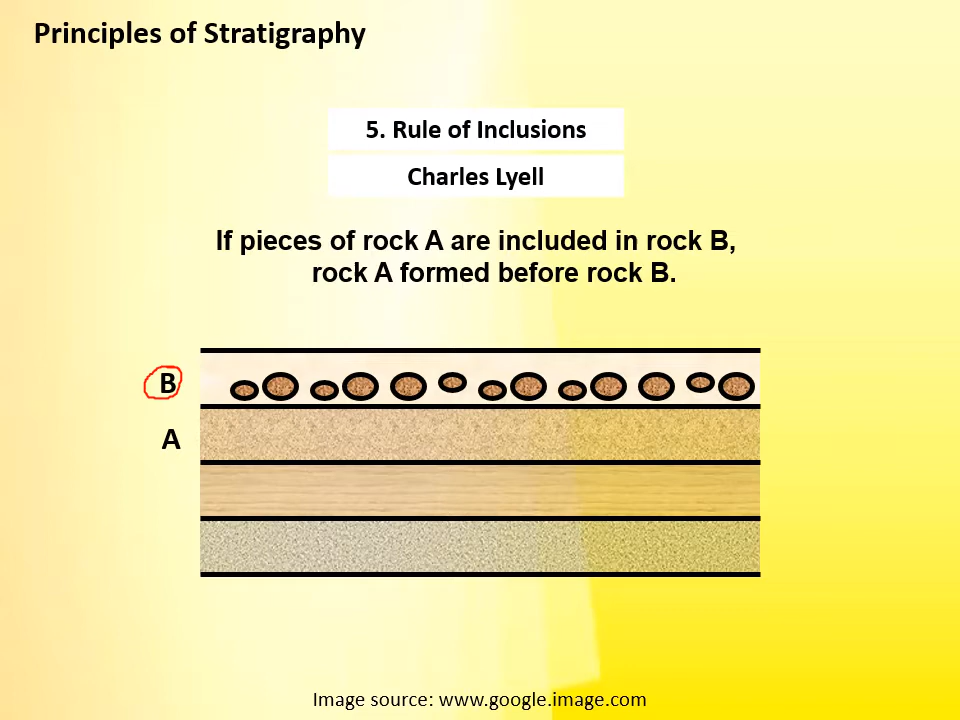 Principles of Stratigraphy
5. Rule of Inclusions
Charles Lyell
If pieces of rock A are included in rock B,
rock A formed before rock B.
B
A
Image source: www.google.image.com